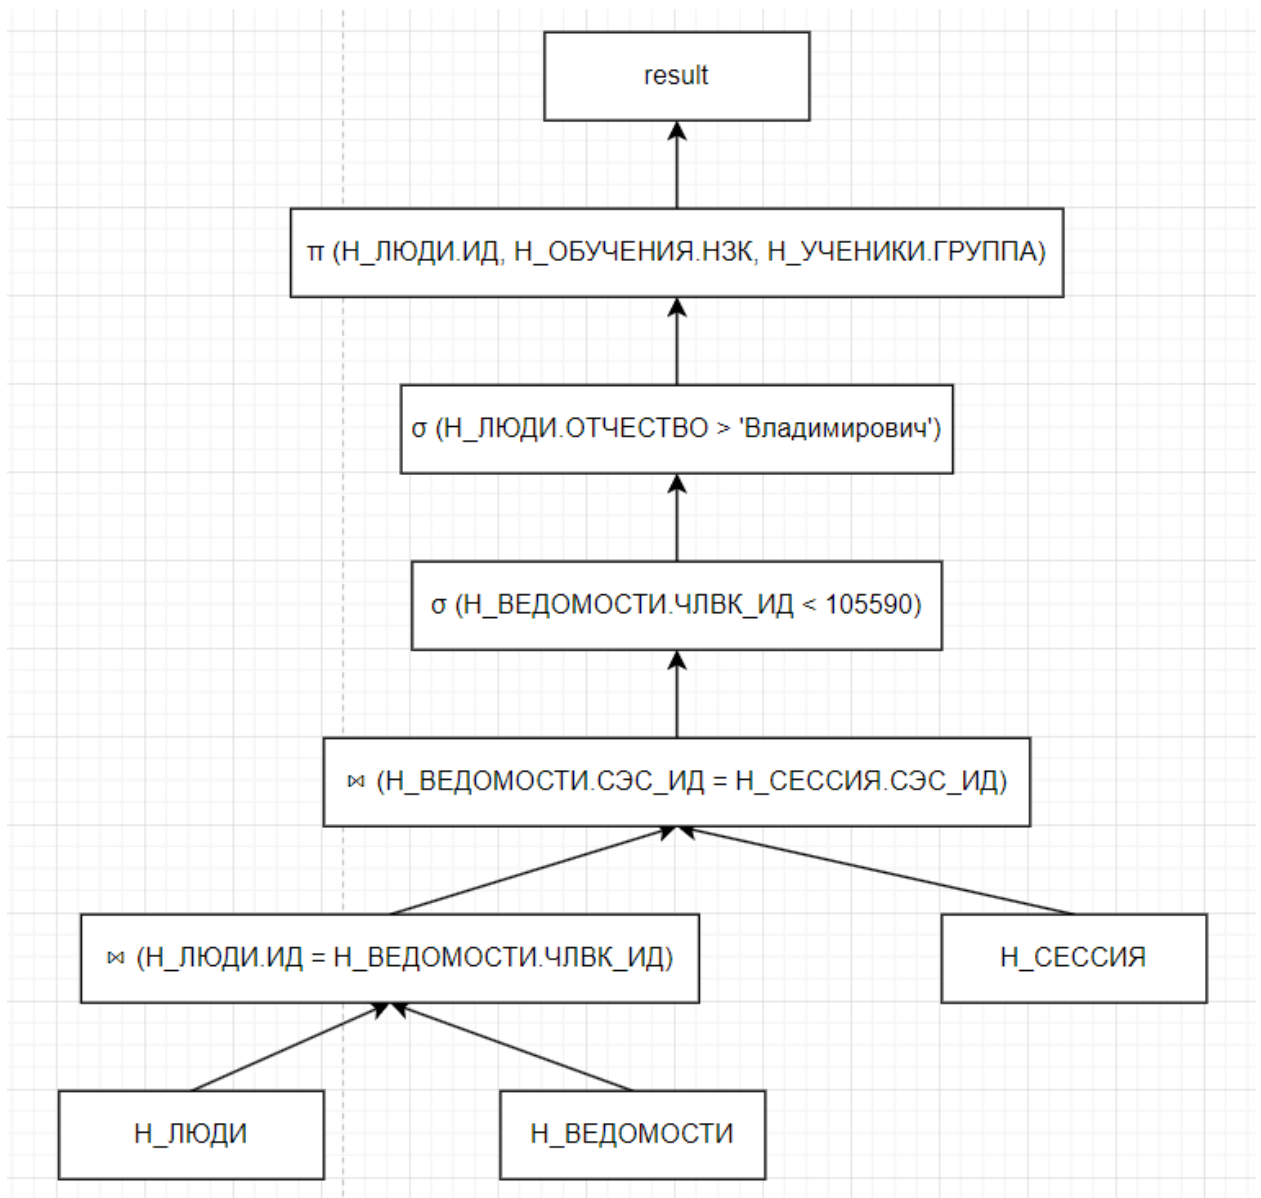 result
π (Н_ЛЮДИ.ИД, Н_ОБУЧЕНИЯ.НЗК, Н_УЧЕНИКИ.ГРУППА)
σ (Н_ЛЮДИ.ОТЧЕСТВО > 'Владимирович')
σ (Н_ВЕДОМОСТИ.ЧЛВК_ИД < 105590)
⋈ (Н_ВЕДОМОСТИ.СЭС_ИД = Н_СЕССИЯ.СЭС_ИД)
⋈ (Н_ЛЮДИ.ИД = Н_ВЕДОМОСТИ.ЧЛВК_ИД)
Н_СЕССИЯ
Н_ЛЮДИ
Н_ВЕДОМОСТИ